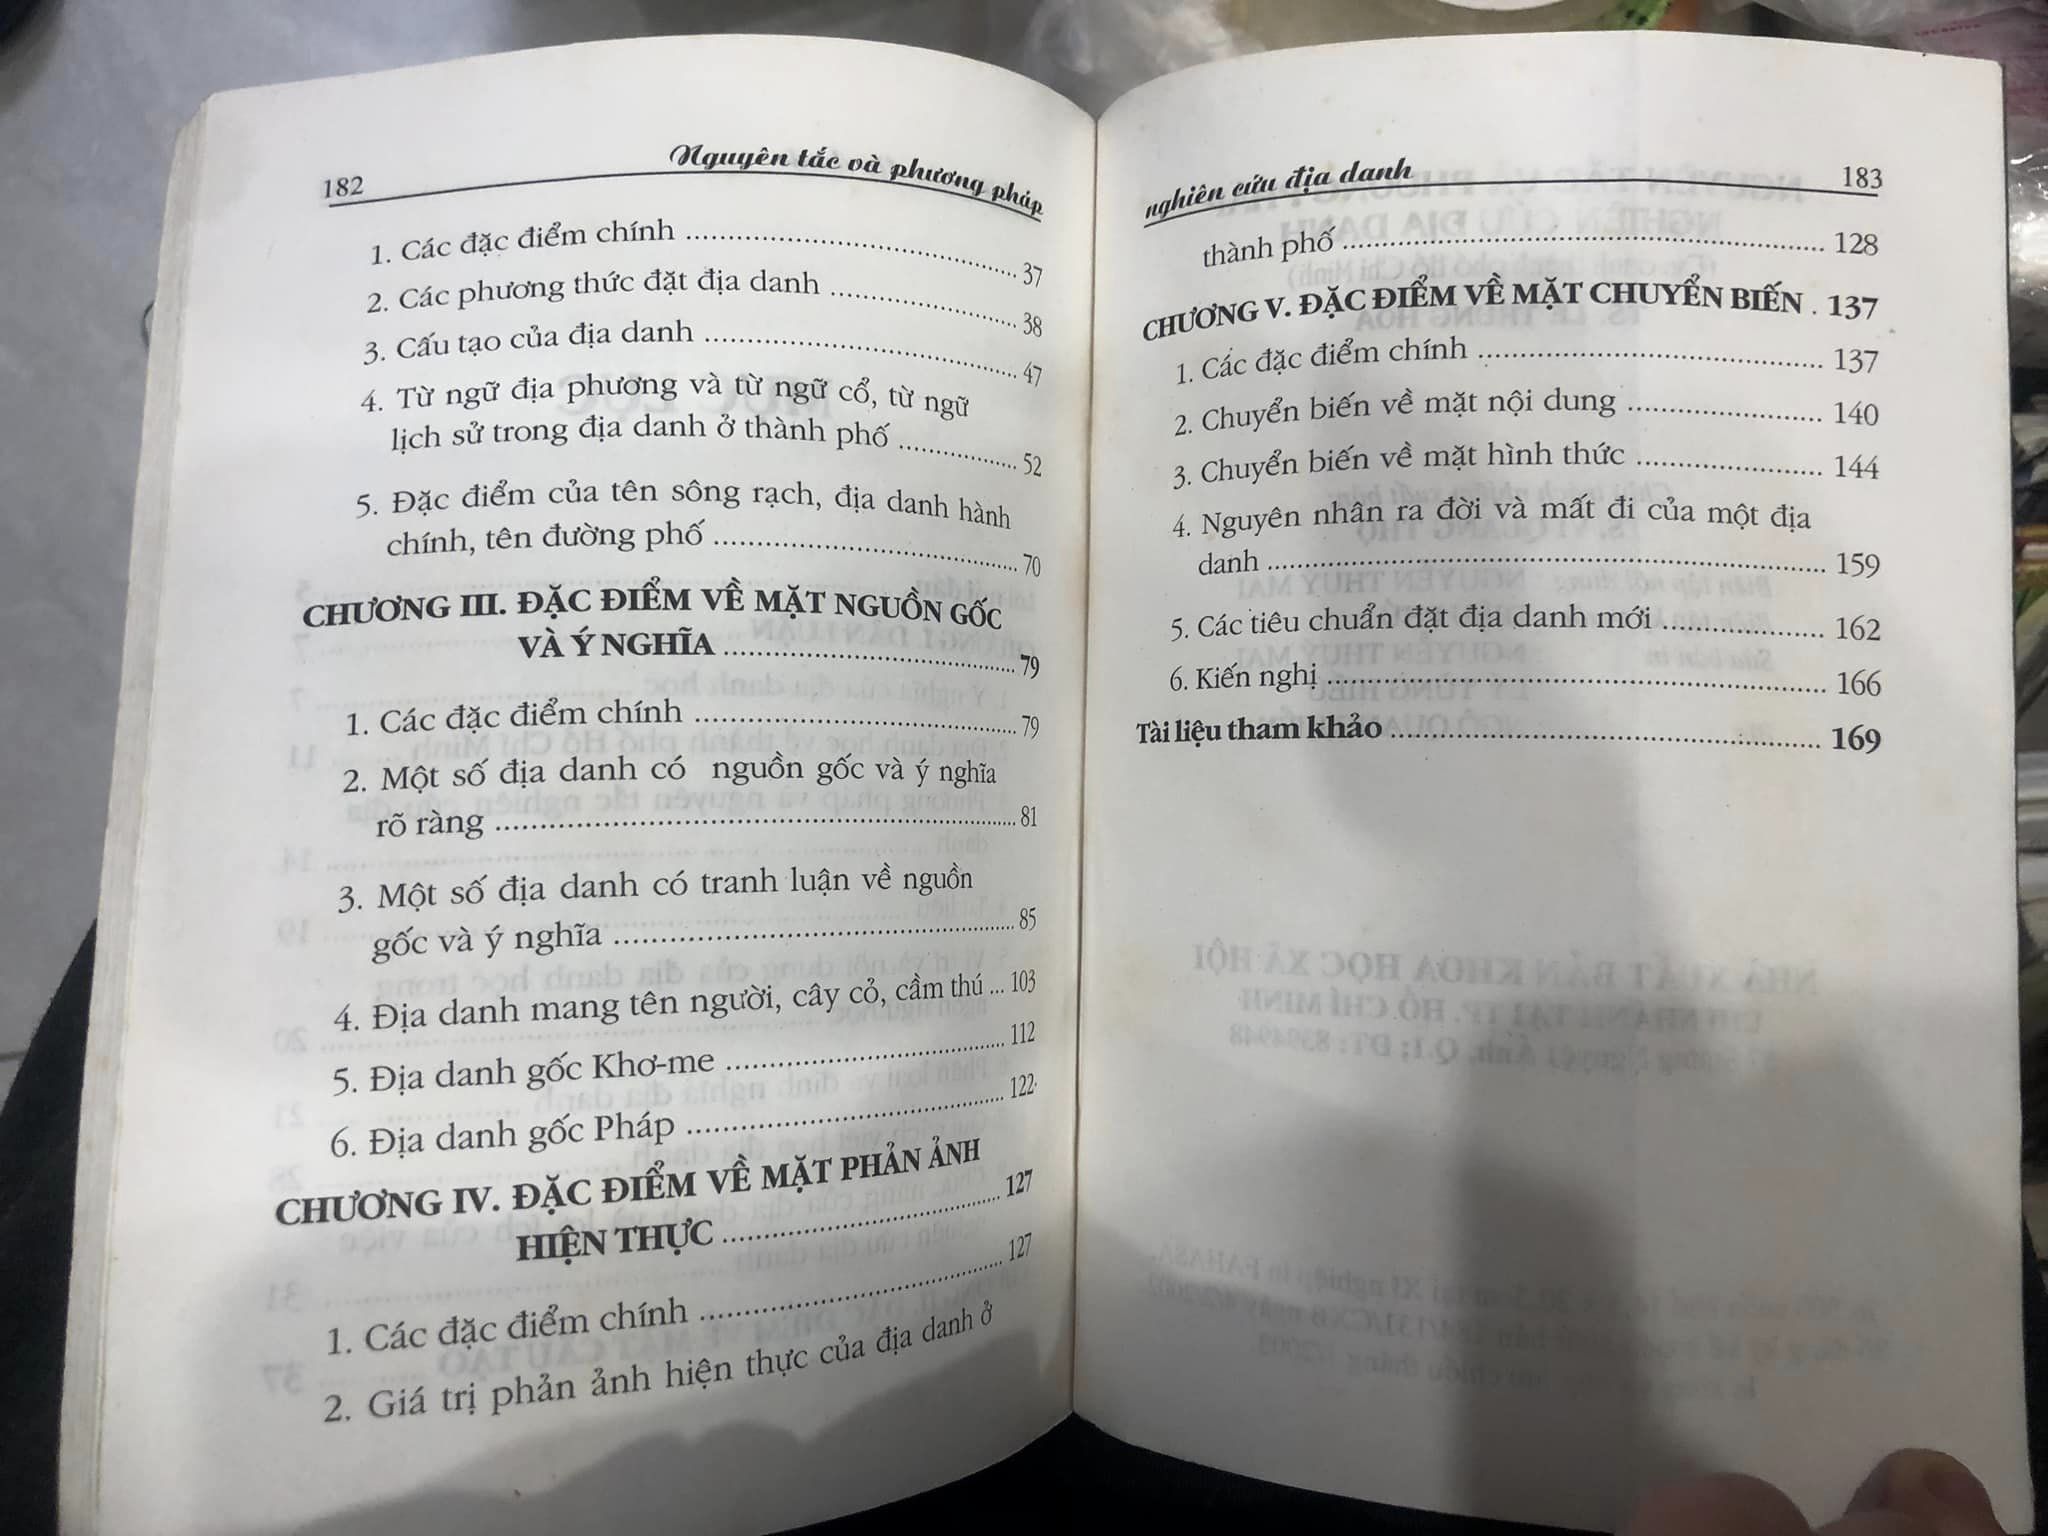 182
Nguyên tắc và phương pháp
1. Các đặc điểm chính ........ 37
2. Các phương thức đặt địa danh ........ 38
3. Cấu tạo của địa danh ........ 47
4. Từ ngữ địa phương và từ ngữ cổ, từ ngữ
lịch sử trong địa danh ở thành phố ........ 52
5. Đặc điểm của tên sông rạch, địa danh hành
chính, tên đường phố ........ 70
CHƯƠNG III. ĐẶC ĐIỂM VỀ MẶT NGUỒN GỐC
VÀ Ý NGHĨA ........ 79
1. Các đặc điểm chính ........ 79
2. Một số địa danh có nguồn gốc và ý nghĩa
rõ ràng ........ 81
3. Một số địa danh có tranh luận về nguồn
gốc và ý nghĩa ........ 85
4. Địa danh mang tên người, cây cỏ, cầm thú ... 103
5. Địa danh gốc Khơ-me ........ 112
6. Địa danh gốc Pháp ........ 122
CHƯƠNG IV. ĐẶC ĐIỂM VỀ MẶT PHẢN ẢNH
HIỆN THỰC ........ 127
1. Các đặc điểm chính ........ 127
2. Giá trị phản ảnh hiện thực của địa danh ở
nghiên cứu địa danh
183
thành phố ........ 128
CHƯƠNG V. ĐẶC ĐIỂM VỀ MẶT CHUYỂN BIẾN . 137
1. Các đặc điểm chính ........ 137
2. Chuyển biến về mặt nội dung ........ 140
3. Chuyển biến về mặt hình thức ........ 144
4. Nguyên nhân ra đời và mất đi của một địa
danh ........ 159
5. Các tiêu chuẩn đặt địa danh mới ........ 162
6. Kiến nghị ........ 166
Tài liệu tham khảo ........ 169